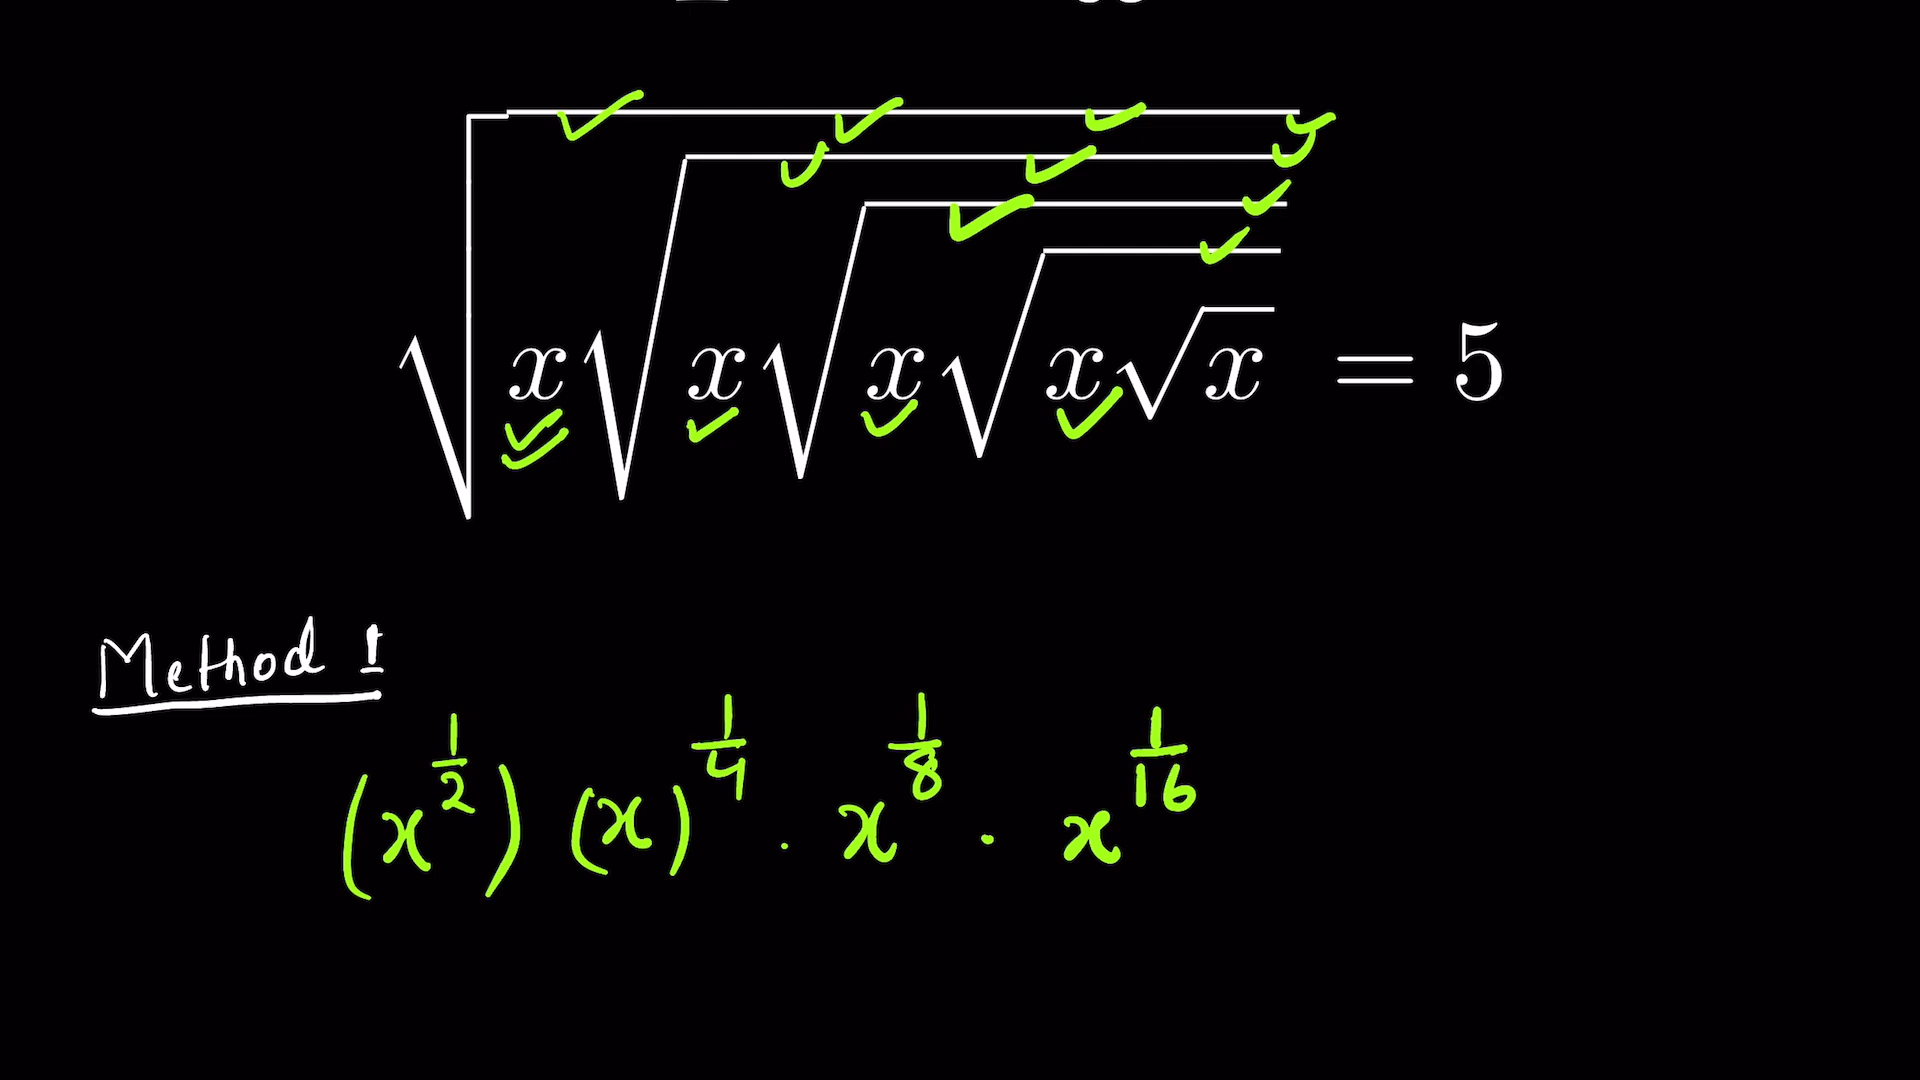 √(x√(x√(x√(x√x)))) = 5
Method 1
(x^(1/2)) (x)^(1/4) · x^(1/8) · x^(1/16)